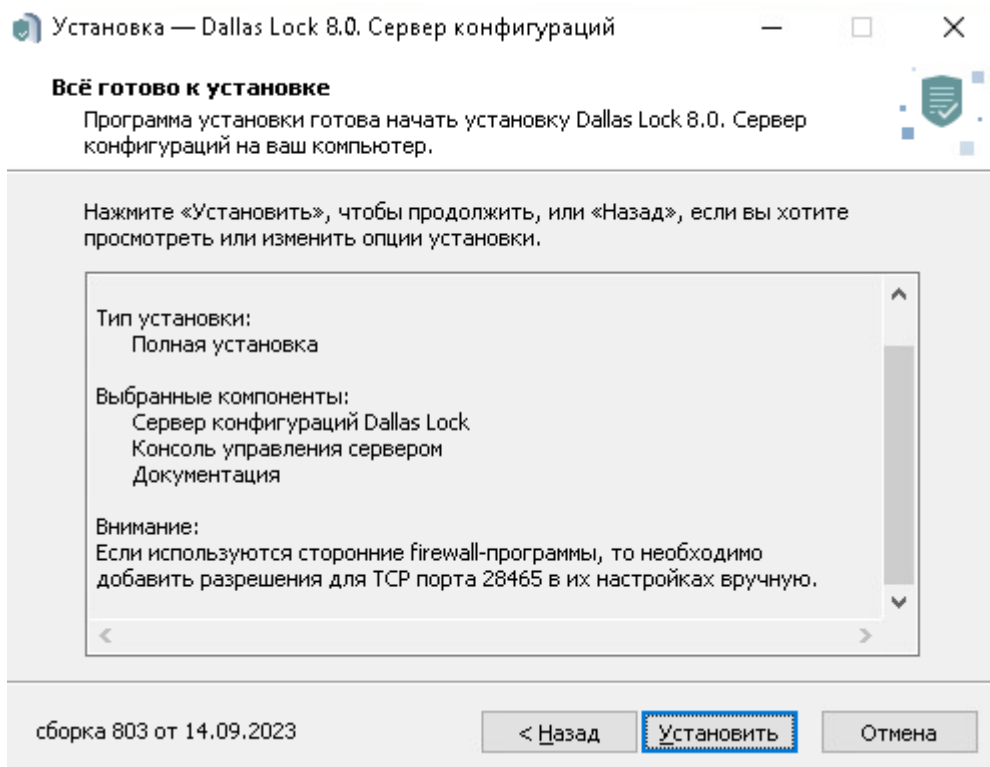 Установка — Dallas Lock 8.0. Сервер конфигураций
Всё готово к установке
Программа установки готова начать установку Dallas Lock 8.0. Сервер
конфигураций на ваш компьютер.
Нажмите «Установить», чтобы продолжить, или «Назад», если вы хотите
просмотреть или изменить опции установки.
Тип установки:
Полная установка
Выбранные компоненты:
Сервер конфигураций Dallas Lock
Консоль управления сервером
Документация
Внимание:
Если используются сторонние firewall-программы, то необходимо
добавить разрешения для TCP порта 28465 в их настройках вручную.
сборка 803 от 14.09.2023
< Назад
Установить
Отмена